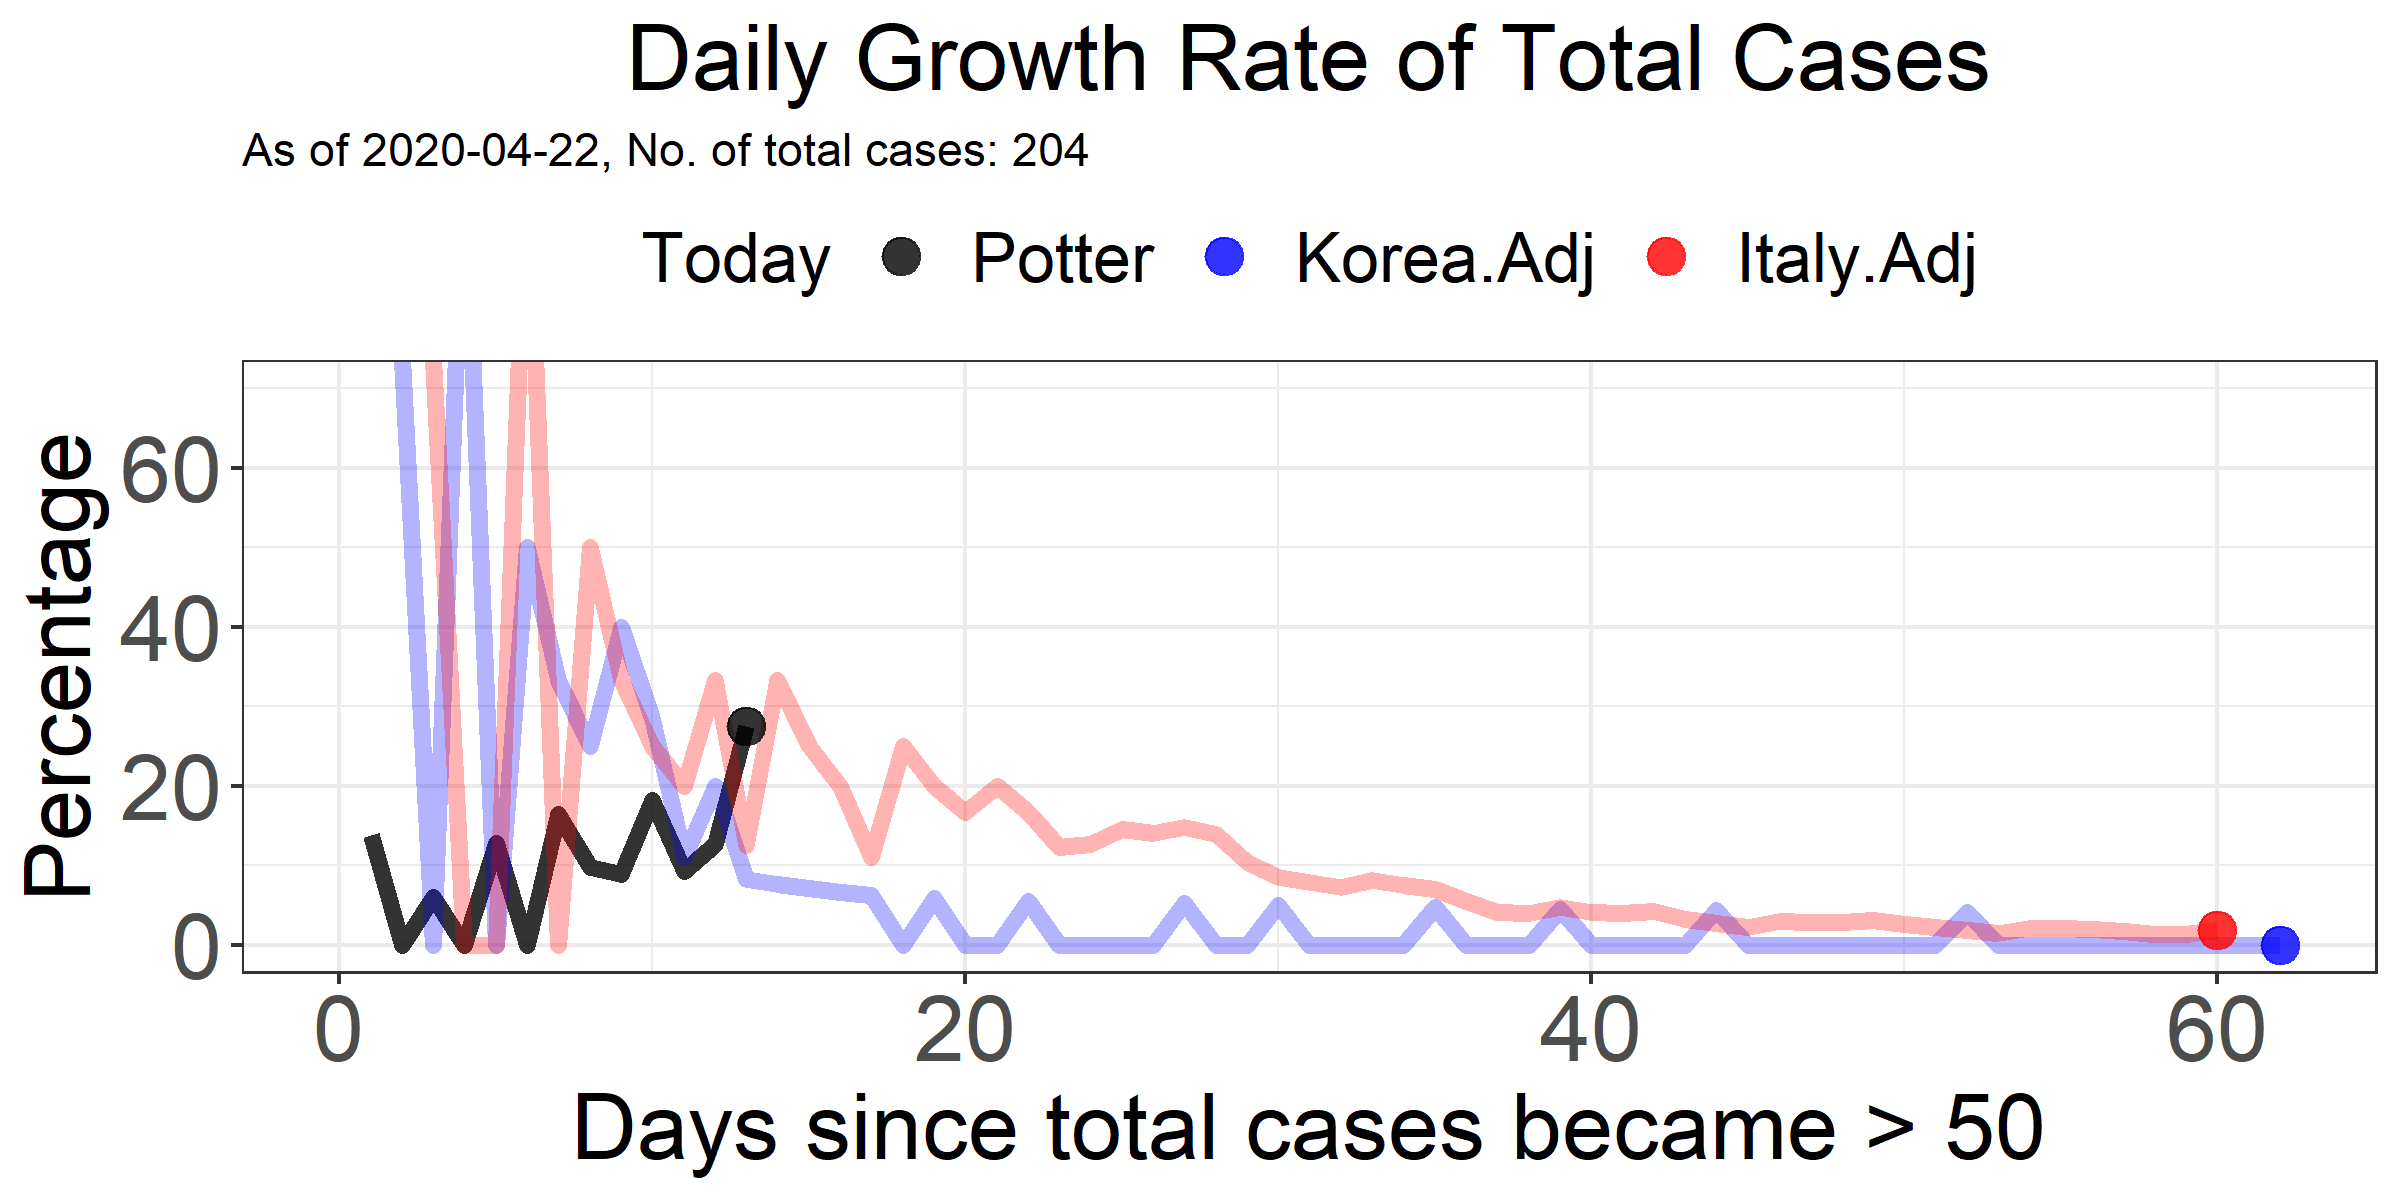 Daily Growth Rate of Total Cases
As of 2020-04-22, No. of total cases: 204
Today Potter Korea.Adj Italy.Adj
Percentage
60
40
20
0
0 20 40 60
Days since total cases became > 50